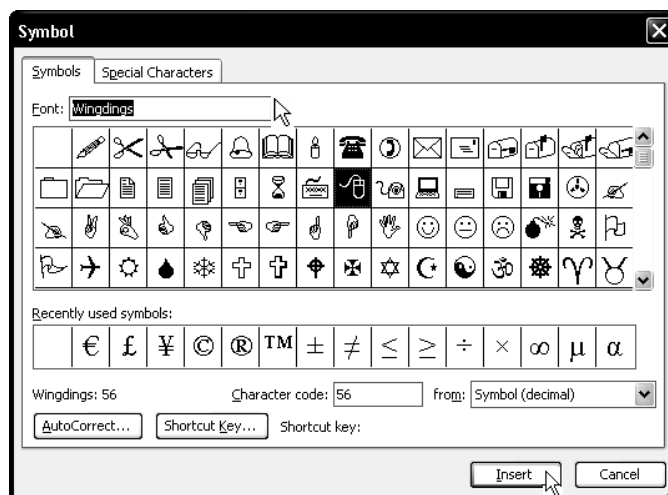 Symbol
Symbols Special Characters
Font: Wingdings
Recently used symbols:
€ £ ¥ © ® ™ ± ≠ ≤ ≥ ÷ × ∞ µ α
Wingdings: 56 Character code: 56 from: Symbol (decimal)
AutoCorrect... Shortcut Key... Shortcut key:
Insert Cancel